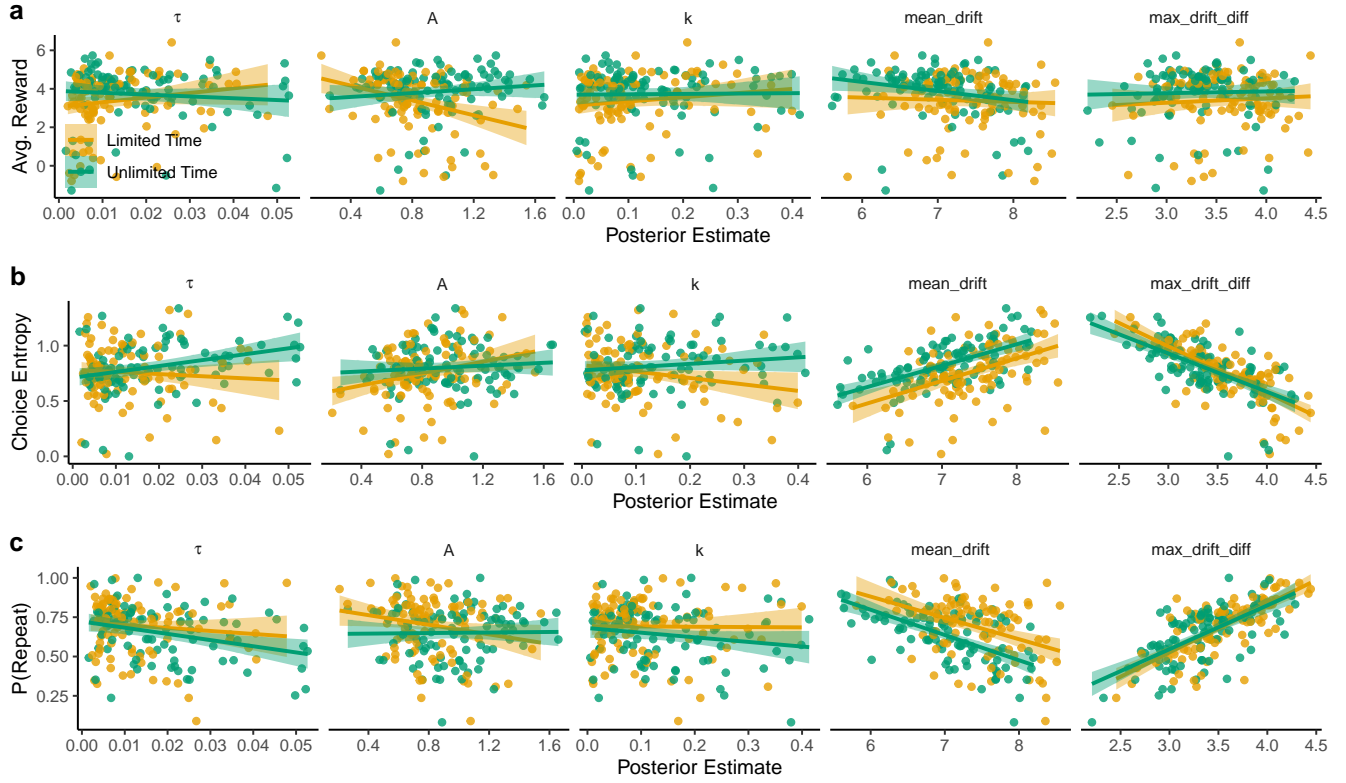 a
τ A k mean_drift max_drift_diff
Avg. Reward
6
4
2
0
Limited Time
Unlimited Time
0.00 0.01 0.02 0.03 0.04 0.05 0.4 0.8 1.2 1.6 0.0 0.1 0.2 0.3 0.4 6 7 8 2.5 3.0 3.5 4.0 4.5
Posterior Estimate
b
τ A k mean_drift max_drift_diff
Choice Entropy
1.0
0.5
0.0
0.00 0.01 0.02 0.03 0.04 0.05 0.4 0.8 1.2 1.6 0.0 0.1 0.2 0.3 0.4 6 7 8 2.5 3.0 3.5 4.0 4.5
Posterior Estimate
c
τ A k mean_drift max_drift_diff
P(Repeat)
1.00
0.75
0.50
0.25
0.00 0.01 0.02 0.03 0.04 0.05 0.4 0.8 1.2 1.6 0.0 0.1 0.2 0.3 0.4 6 7 8 2.5 3.0 3.5 4.0 4.5
Posterior Estimate